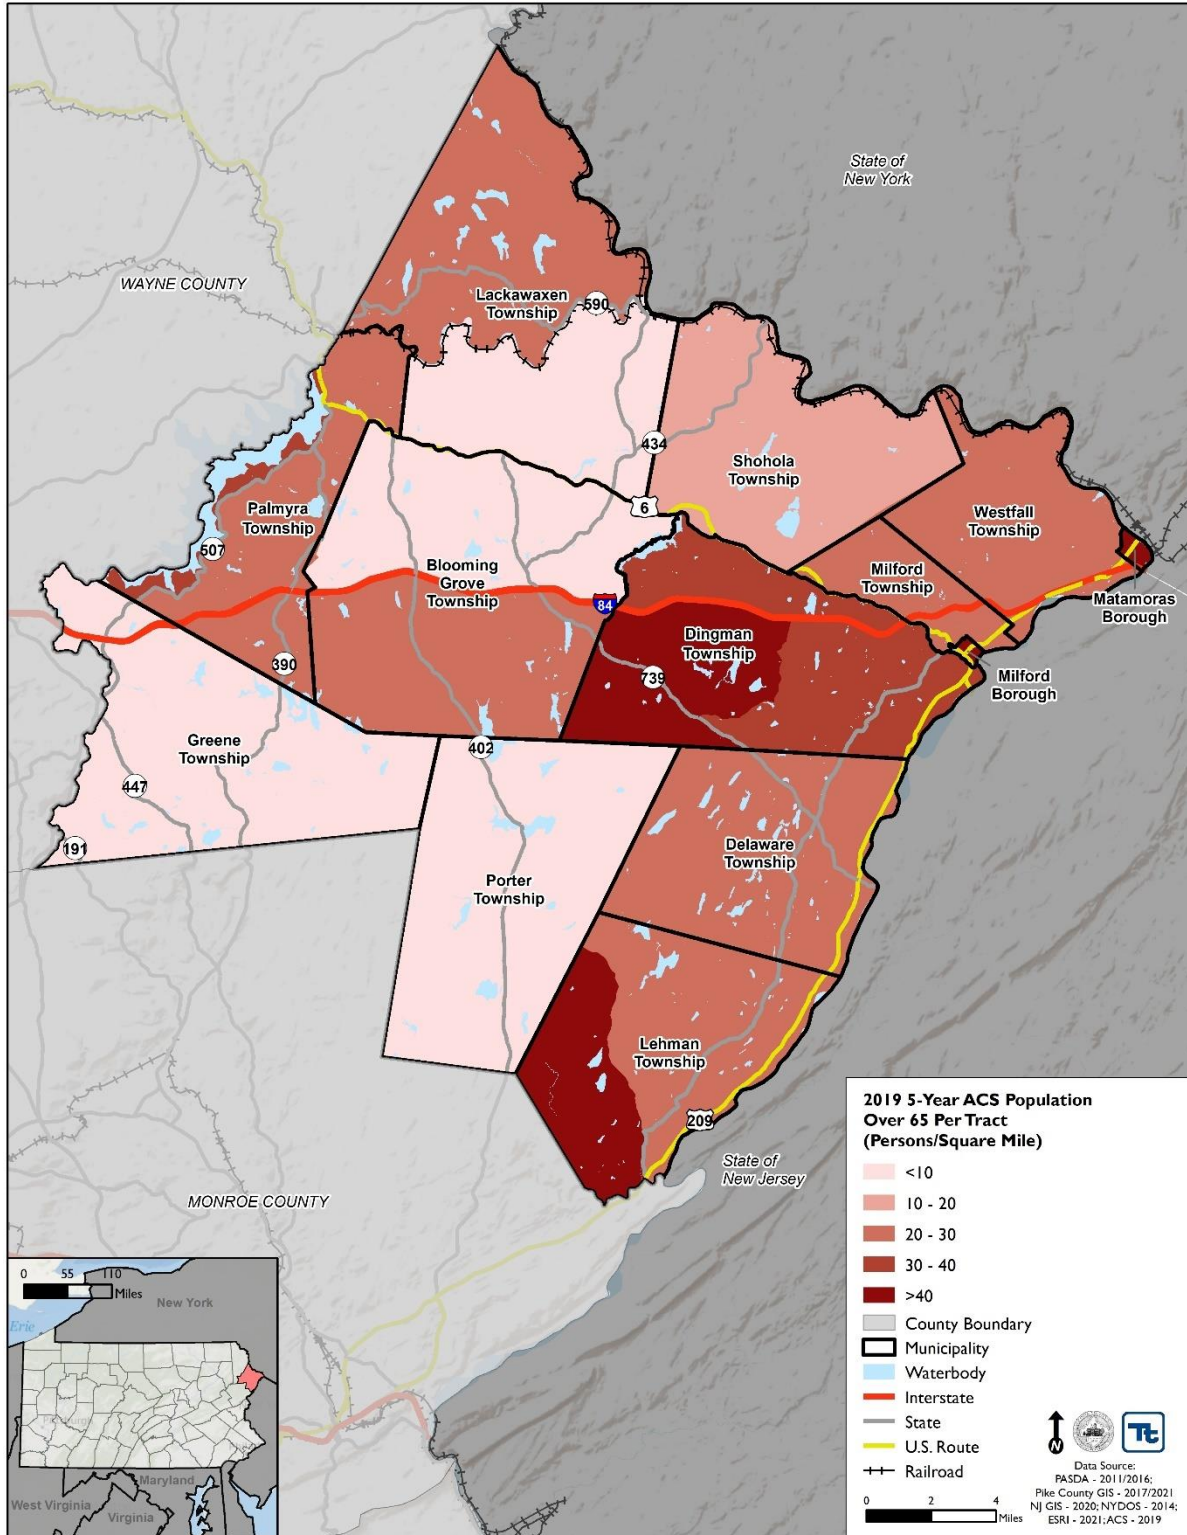 State of
New York
WAYNE COUNTY
Lackawaxen
Township
590
434
Shohola
Township
6
Palmyra
Township
507
Westfall
Township
Blooming
Grove
Township
Milford
Township
84
Matamoras
Borough
Dingman
Township
390
739
Milford
Borough
Greene
Township
402
447
191
Delaware
Township
Porter
Township
Lehman
Township
209
State of
New Jersey
MONROE COUNTY
2019 5-Year ACS Population
Over 65 Per Tract
(Persons/Square Mile)
<10
10 - 20
20 - 30
30 - 40
>40
County Boundary
Municipality
Waterbody
Interstate
State
U.S. Route
Railroad
N
Tt
Data Source:
PASDA - 2011/2016;
Pike County GIS - 2017/2021
NJ GIS - 2020; NYDOS - 2014;
ESRI - 2021; ACS - 2019
0 2 4
Miles
0 55 110
Miles
New York
Erie
Maryland
West Virginia
Virginia